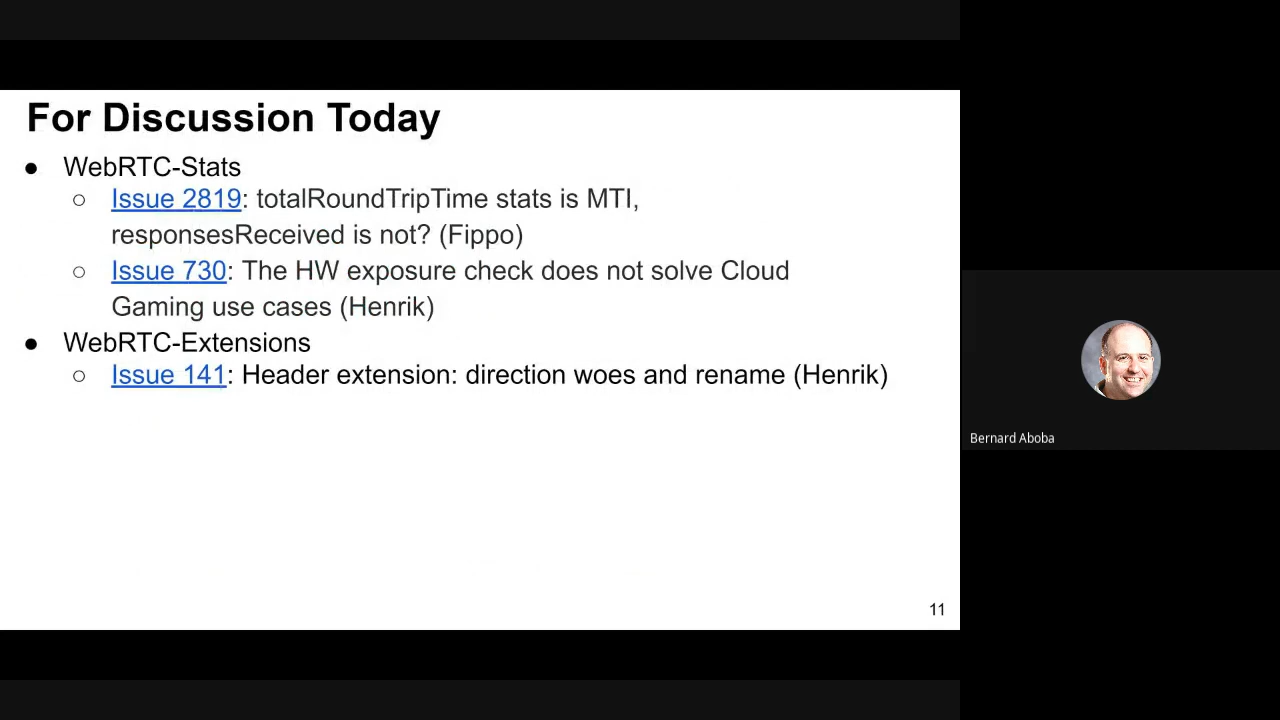 For Discussion Today
● WebRTC-Stats
○ Issue 2819: totalRoundTripTime stats is MTI,
responsesReceived is not? (Fippo)
○ Issue 730: The HW exposure check does not solve Cloud
Gaming use cases (Henrik)
● WebRTC-Extensions
○ Issue 141: Header extension: direction woes and rename (Henrik)
Bernard Aboba
11